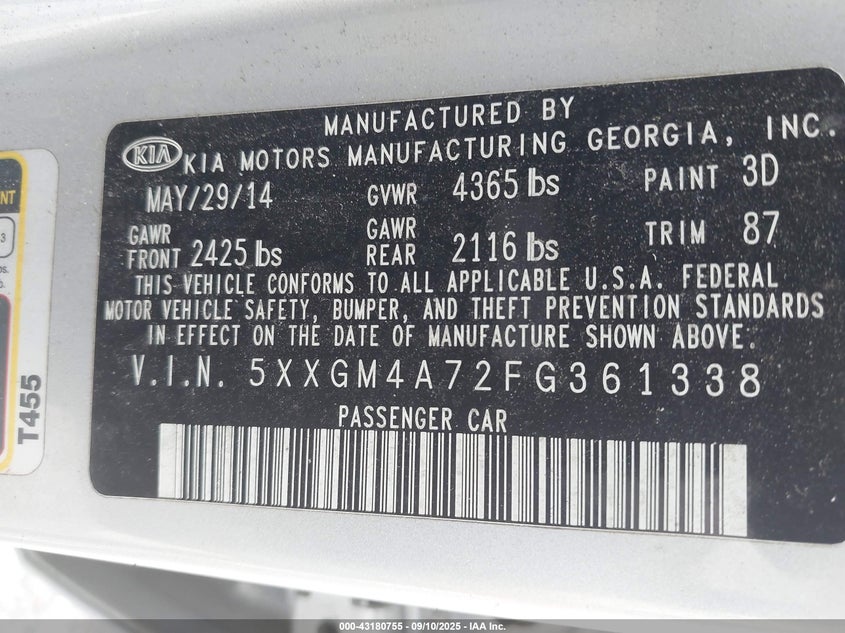 MANUFACTURED BY
KIA KIA MOTORS MANUFACTURING GEORGIA, INC.
MAY/29/14 GVWR 4365 lbs PAINT 3D
GAWR FRONT 2425 lbs GAWR REAR 2116 lbs TRIM 87
THIS VEHICLE CONFORMS TO ALL APPLICABLE U.S.A. FEDERAL
MOTOR VEHICLE SAFETY, BUMPER, AND THEFT PREVENTION STANDARDS
IN EFFECT ON THE DATE OF MANUFACTURE SHOWN ABOVE.
V.I.N. 5XXGM4A72FG361338
PASSENGER CAR
T455
000-43180755 - 09/10/2025 - IAA Inc.